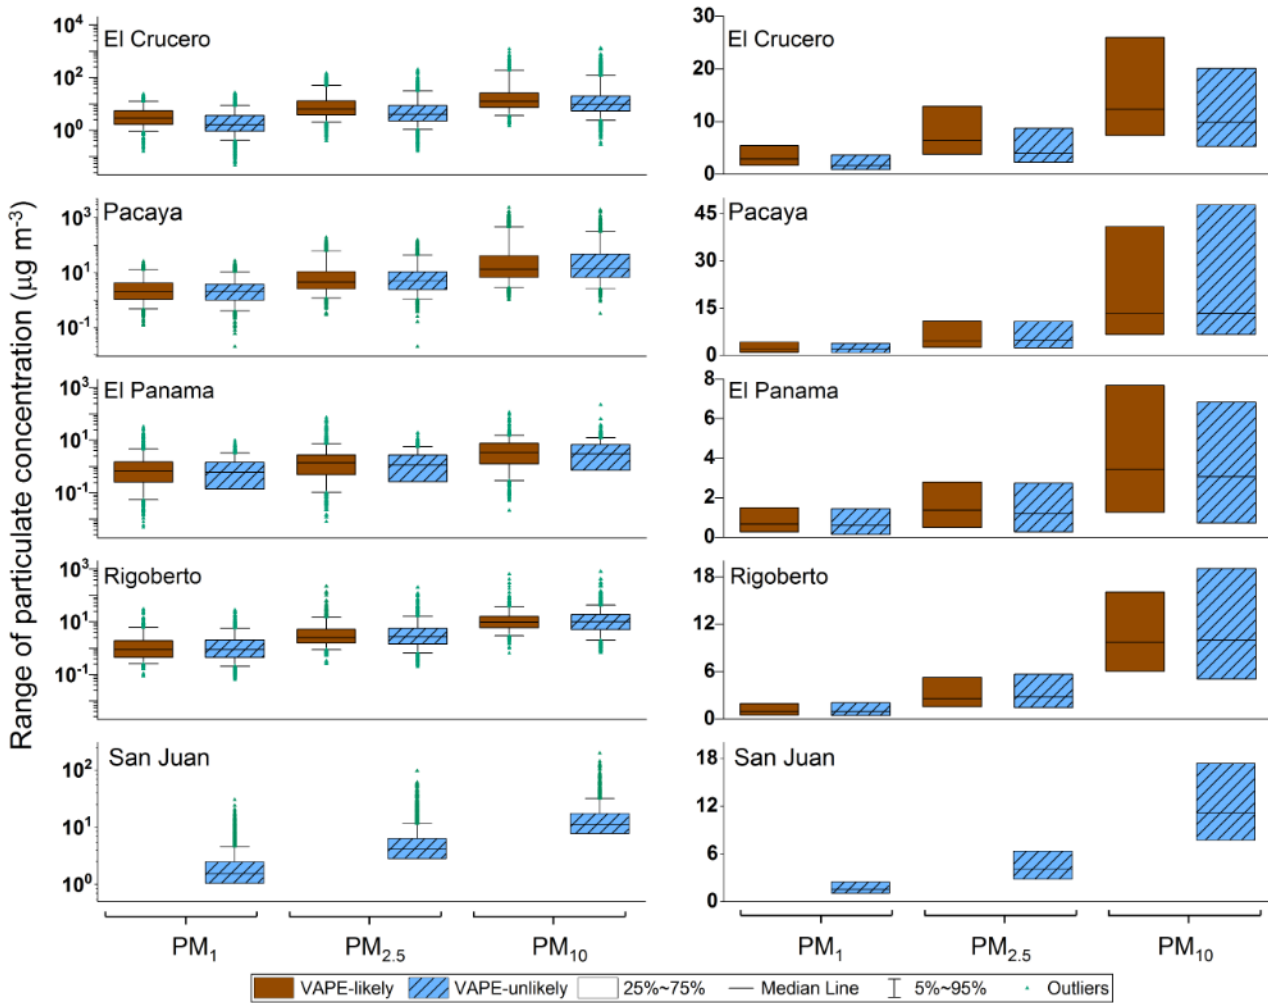 Range of particulate concentration (μg m⁻³)
El Crucero
10⁴
10²
10⁰
Pacaya
10³
10¹
10⁻¹
El Panama
10³
10¹
10⁻¹
Rigoberto
10³
10¹
10⁻¹
San Juan
10²
10¹
10⁰
PM₁
PM₂.₅
PM₁₀
El Crucero
30
20
10
0
Pacaya
45
30
15
0
El Panama
8
6
4
2
0
Rigoberto
18
12
6
0
San Juan
18
12
6
0
PM₁
PM₂.₅
PM₁₀
VAPE-likely VAPE-unlikely 25%~75% Median Line 5%~95% Outliers